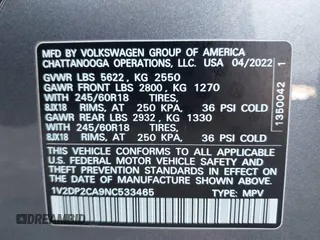 MFD BY VOLKSWAGEN GROUP OF AMERICA
CHATTANOOGA OPERATIONS, LLC. USA 04/2022
GVWR LBS 5622, KG 2550
GAWR FRONT LBS 2800, KG 1270
WITH 245/60R18 TIRES,
8JX18 RIMS, AT 250 KPA, 36 PSI COLD
GAWR REAR LBS 2932, KG 1330
WITH 245/60R18 TIRES,
8JX18 RIMS, AT 250 KPA, 36 PSI COLD
THIS VEHICLE CONFORMS TO ALL APPLICABLE
U.S. FEDERAL MOTOR VEHICLE SAFETY AND
THEFT PREVENTION STANDARDS IN EFFECT ON
THE DATE OF MANUFACTURE SHOWN ABOVE.
1V2DP2CA9NC533465 TYPE: MPV
1350042 1